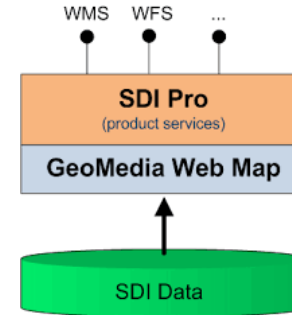 WMS WFS ...
SDI Pro
(product services)
GeoMedia Web Map
SDI Data